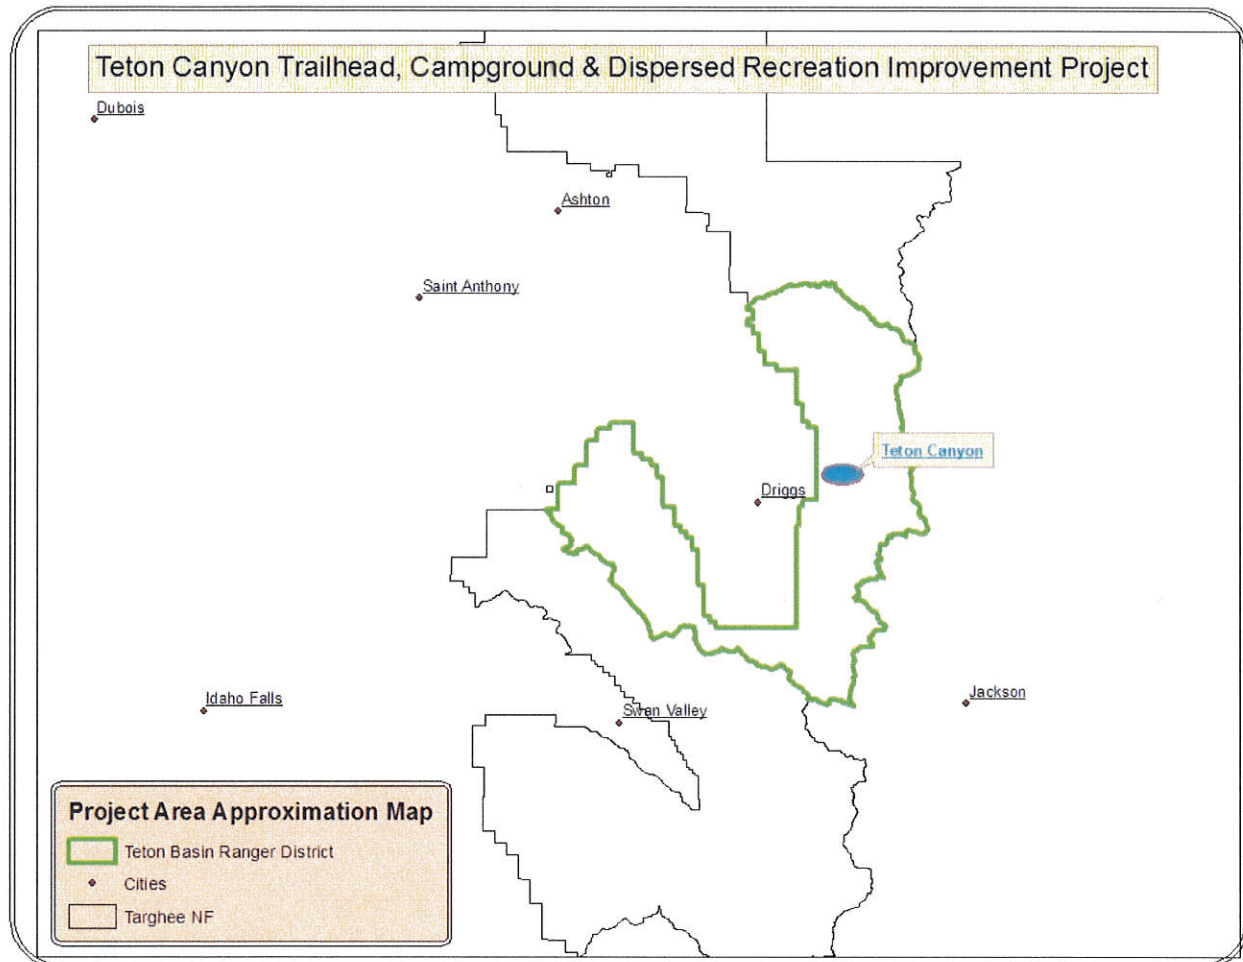 Teton Canyon Trailhead, Campground & Dispersed Recreation Improvement Project
Dubois
Ashton
Saint Anthony
Teton Canyon
Driggs
Idaho Falls
Swan Valley
Jackson
Project Area Approximation Map
Teton Basin Ranger District
Cities
Targhee NF